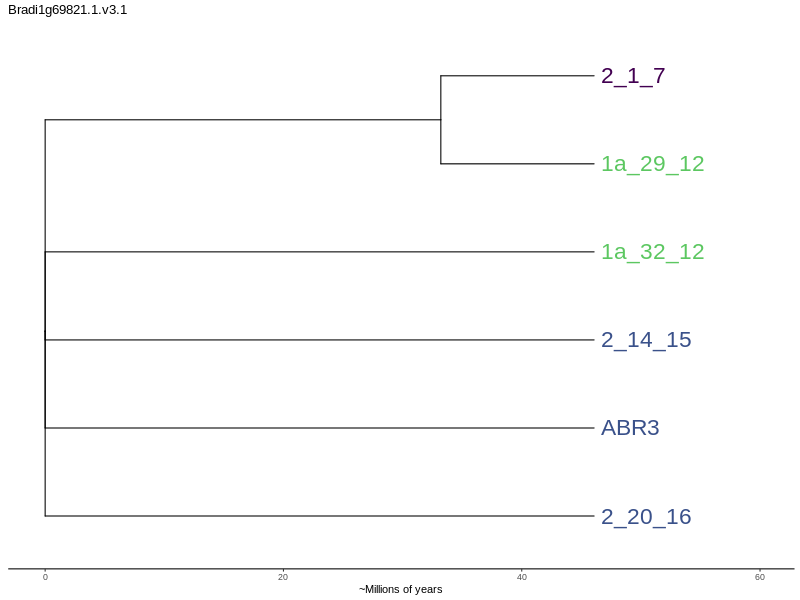 Bradi1g69821.1.v3.1
2_1_7
1a_29_12
1a_32_12
2_14_15
ABR3
2_20_16
0 20 40 60
~Millions of years